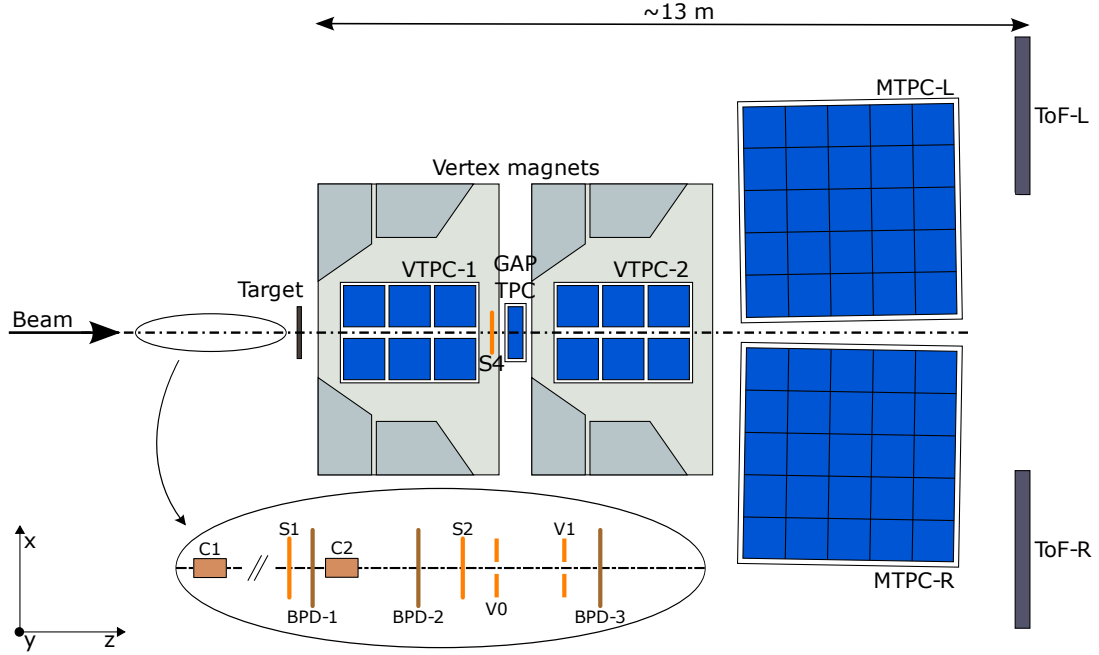 ~13 m
MTPC-L
ToF-L
Vertex magnets
VTPC-1
GAP
TPC
VTPC-2
Target
Beam
S4
S1
S2
V1
C1
C2
x
BPD-1
BPD-2
V0
BPD-3
y
z
MTPC-R
ToF-R